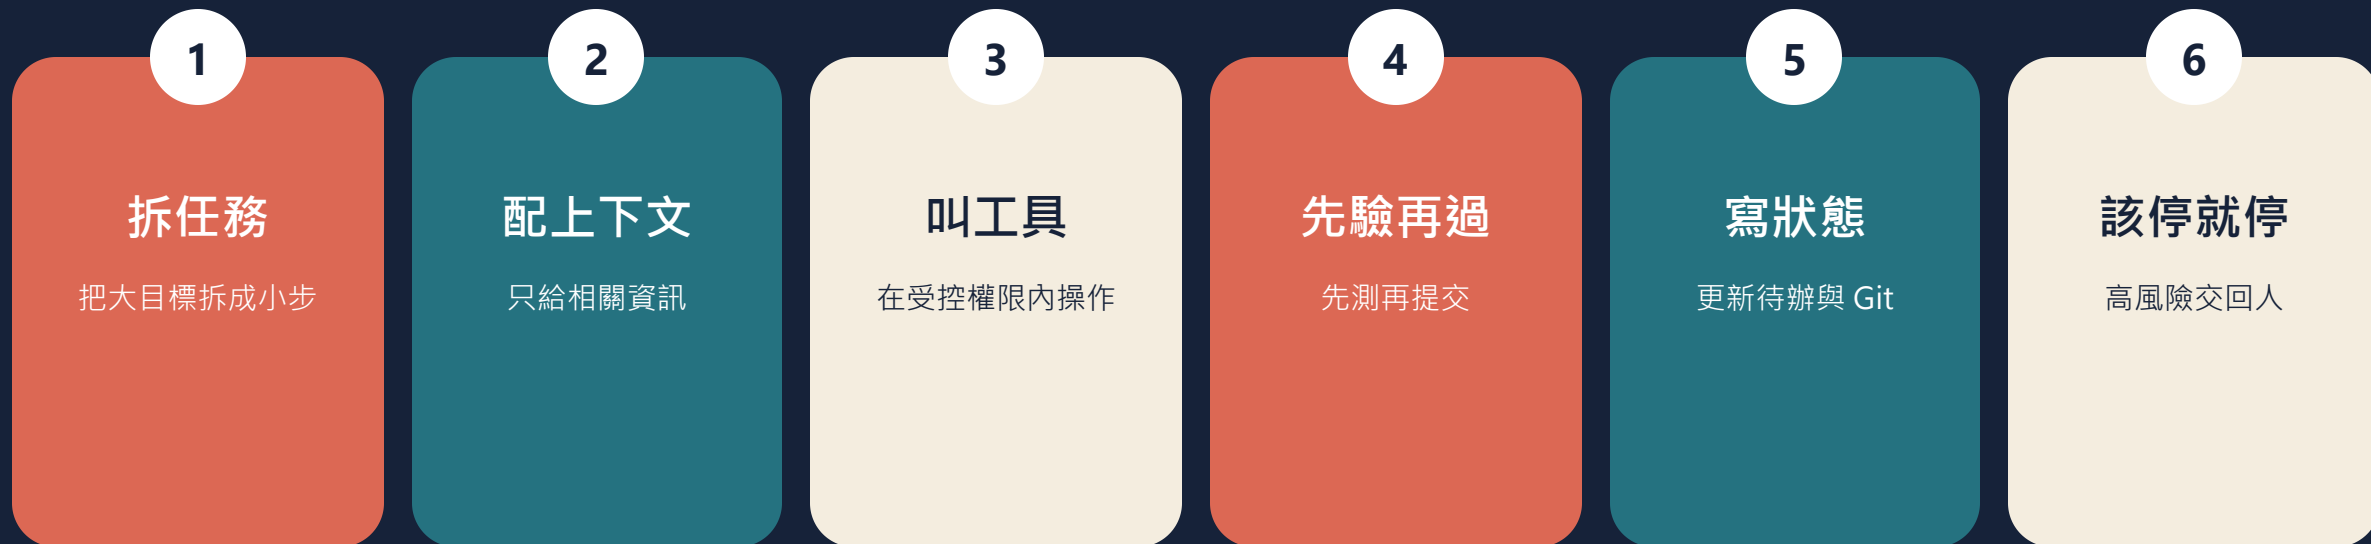 1
拆任務
把大目標拆成小步
2
配上下文
只給相關資訊
3
叫工具
在受控權限內操作
4
先驗再過
先測再提交
5
寫狀態
更新待辦與 Git
6
該停就停
高風險交回人